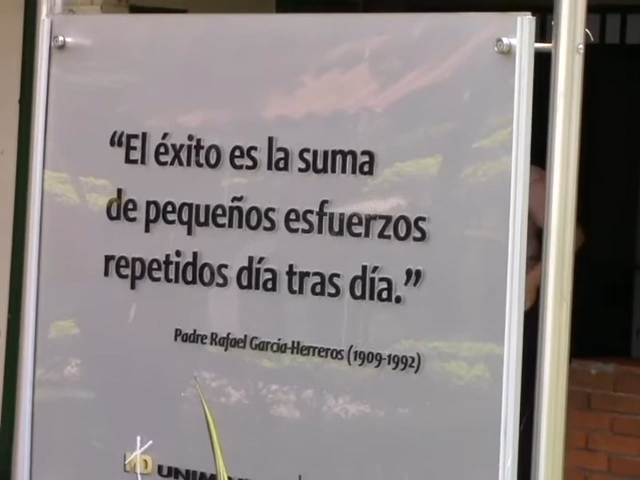 “El éxito es la suma
de pequeños esfuerzos
repetidos día tras día.”
Padre Rafael García-Herreros (1909-1992)